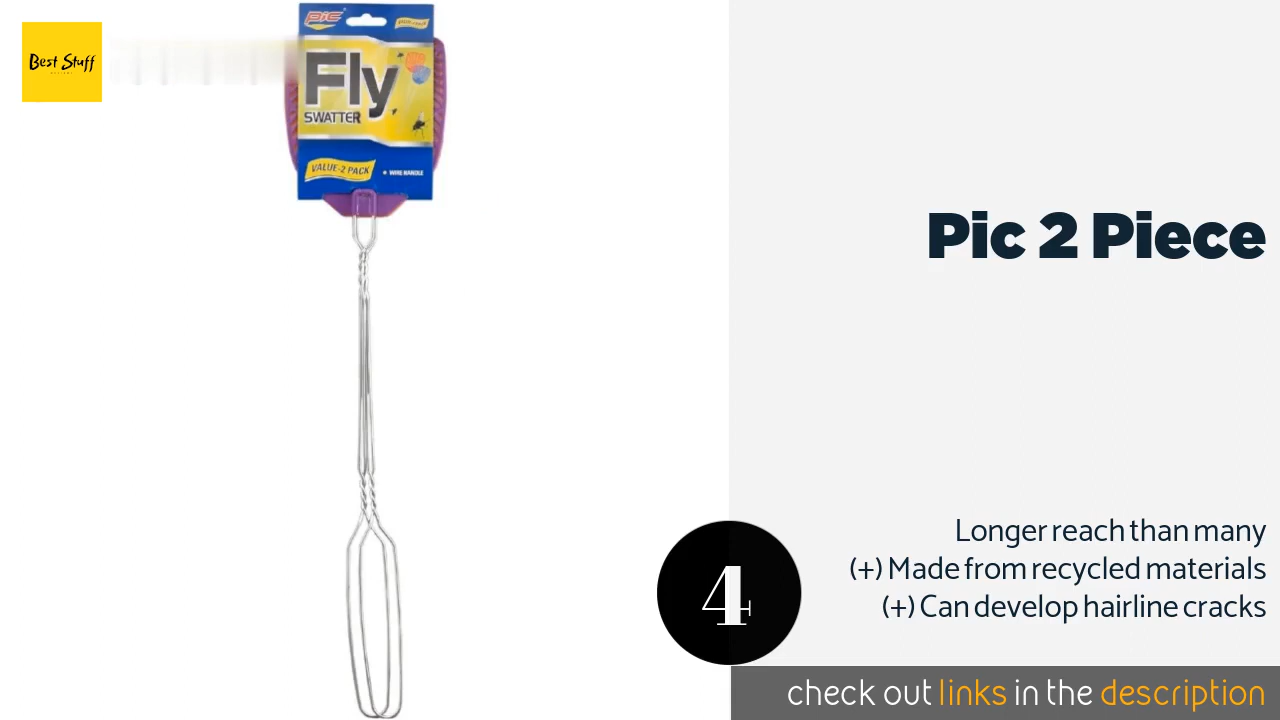 Best Stuff
PIC
Fly
SWATTER
VALUE-2 PACK
WIRE HANDLE
Pic 2 Piece
4
Longer reach than many
(+) Made from recycled materials
(+) Can develop hairline cracks
check out links in the description